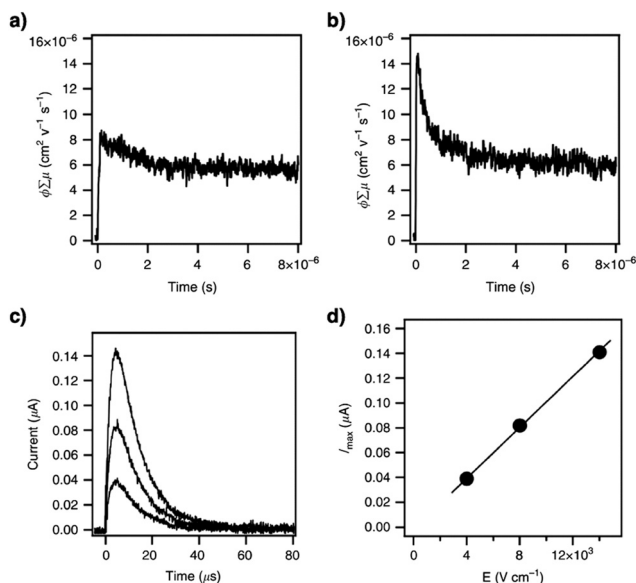 a)
16×10⁻⁶
14
12
10
8
6
4
2
0
ϕΣμ (cm² v⁻¹ s⁻¹)
0 2 4 6 8×10⁻⁶
Time (s)
b)
16×10⁻⁶
14
12
10
8
6
4
2
0
ϕΣμ (cm² v⁻¹ s⁻¹)
0 2 4 6 8×10⁻⁶
Time (s)
c)
0.14
0.12
0.10
0.08
0.06
0.04
0.02
0.00
Current (μA)
0 20 40 60 80
Time (μs)
d)
0.16
0.14
0.12
0.10
0.08
0.06
0.04
0.02
0.00
Imax (μA)
0 4 8 12×10³
E (V cm⁻¹)